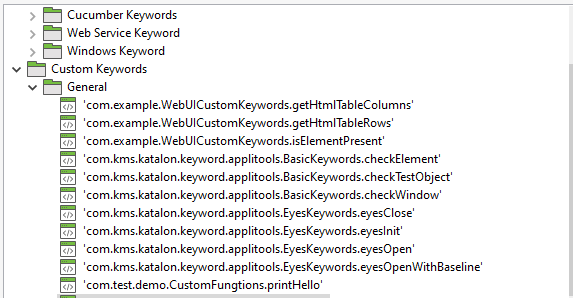 Cucumber Keywords
Web Service Keyword
Windows Keyword
Custom Keywords
General
'com.example.WebUICustomKeywords.getHtmlTableColumns'
'com.example.WebUICustomKeywords.getHtmlTableRows'
'com.example.WebUICustomKeywords.isElementPresent'
'com.kms.katalon.keyword.applitools.BasicKeywords.checkElement'
'com.kms.katalon.keyword.applitools.BasicKeywords.checkTestObject'
'com.kms.katalon.keyword.applitools.BasicKeywords.checkWindow'
'com.kms.katalon.keyword.applitools.EyesKeywords.eyesClose'
'com.kms.katalon.keyword.applitools.EyesKeywords.eyesInit'
'com.kms.katalon.keyword.applitools.EyesKeywords.eyesOpen'
'com.kms.katalon.keyword.applitools.EyesKeywords.eyesOpenWithBaseline'
'com.test.demo.CustomFungtions.printHello'